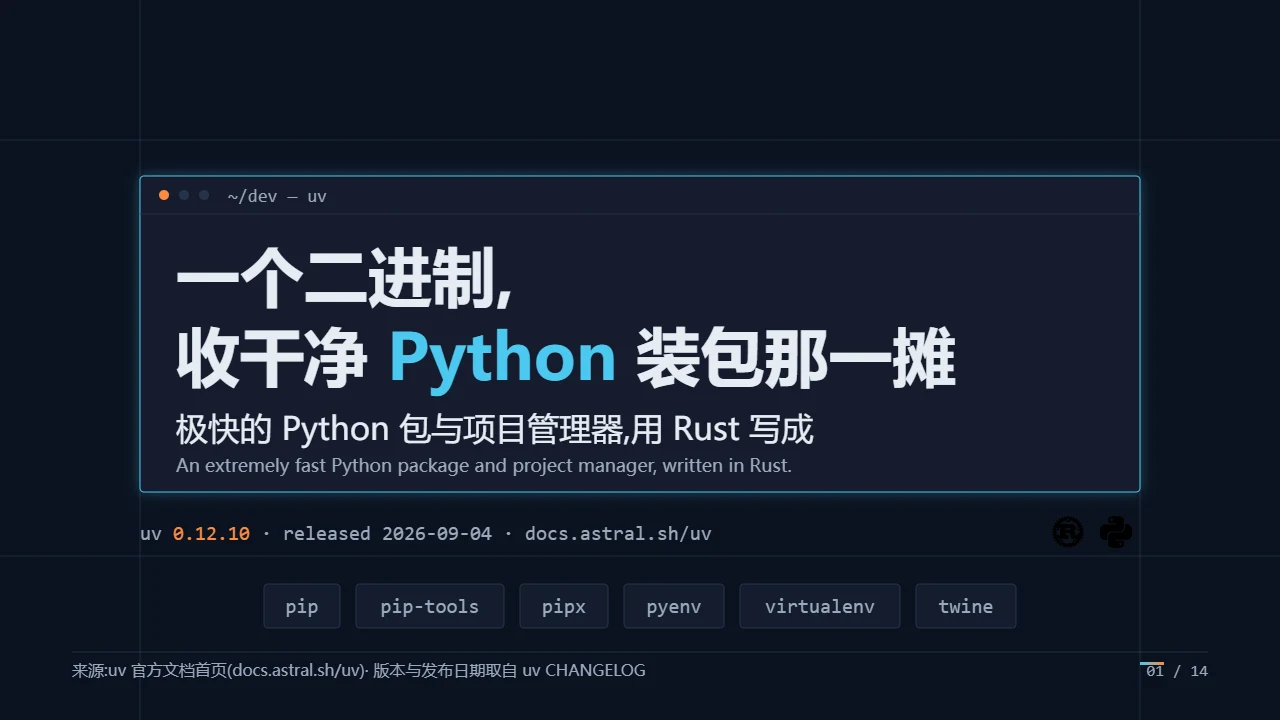 ~/dev — uv
一个二进制,
收干净 Python 装包那一摊
极快的 Python 包与项目管理器,用 Rust 写成
An extremely fast Python package and project manager, written in Rust.
uv 0.12.10 · released 2026-09-04 · docs.astral.sh/uv
pip pip-tools pipx pyenv virtualenv twine
来源:uv 官方文档首页(docs.astral.sh/uv)· 版本与发布日期取自 uv CHANGELOG
01 / 14